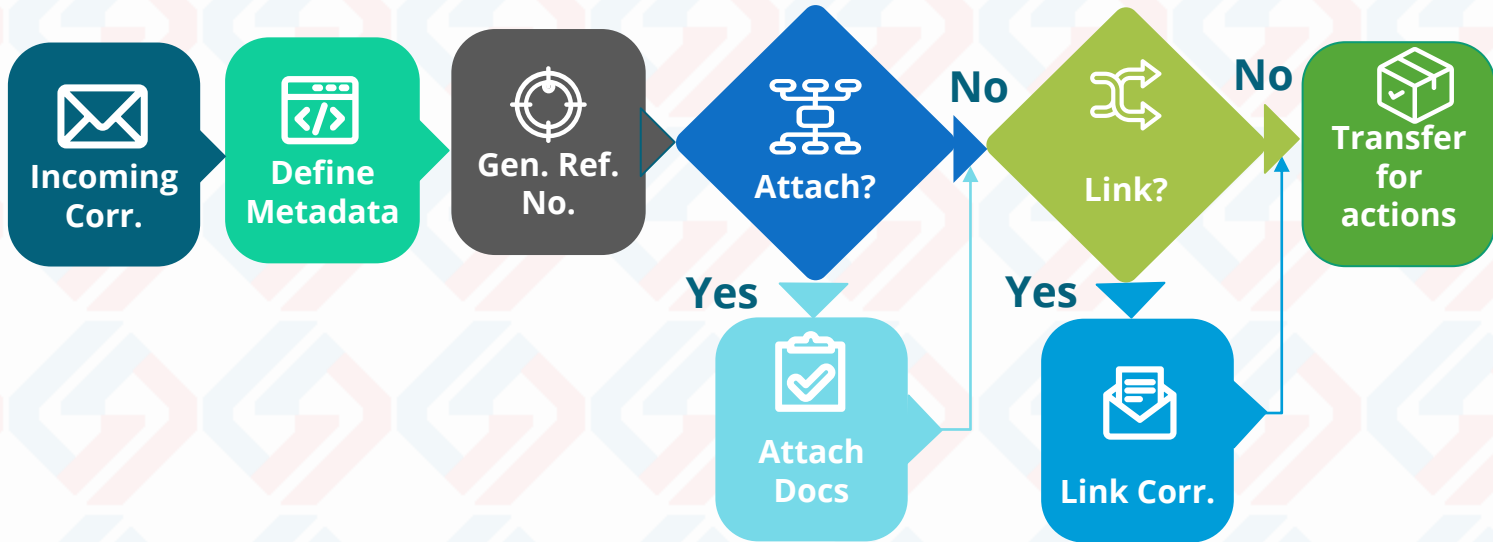 Incoming
Corr.
Define
Metadata
Gen. Ref.
No.
Attach?
No
Link?
No
Transfer
for
actions
Yes
Attach
Docs
Yes
Link Corr.